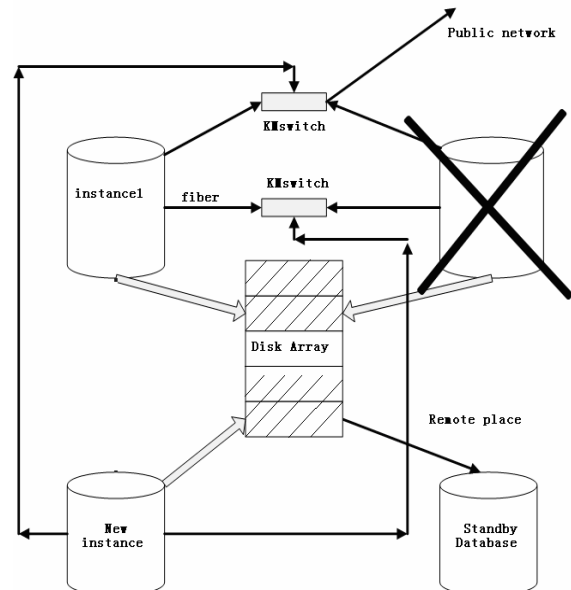 Public network
KMswitch
instance1
KMswitch
fiber
Disk Array
Remote place
New
instance
Standby
Database